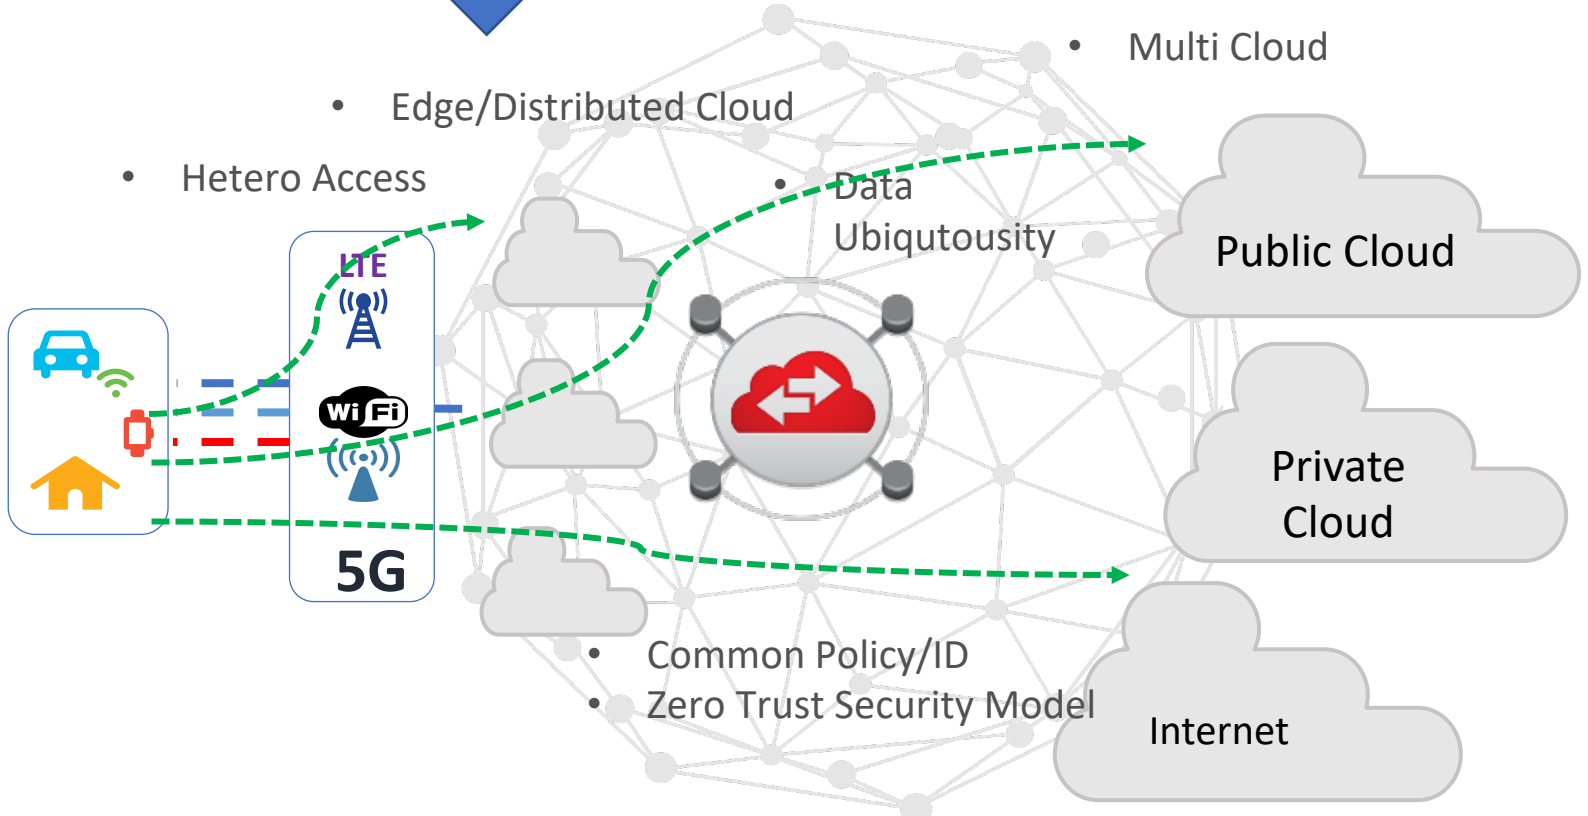 • Multi Cloud
• Edge/Distributed Cloud
• Hetero Access
• Data
Ubiqutousity
LTE
Wi Fi
5G
Public Cloud
Private
Cloud
• Common Policy/ID
• Zero Trust Security Model
Internet